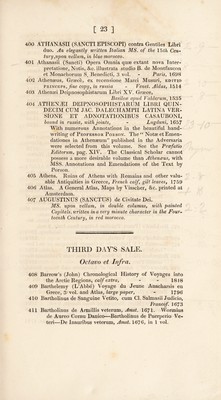 [ 23 ]
400 ATHANASII (SANCTI EPISCOPI) contra Gentiles Libri
duo. An elegantly written Italian MS. of the 15th Cen-
tury, upon vellum, in blue morocco.
401 Athanasii (Sancti) Opera Omnia quæ extant nova Inter-
pretatione, Notis, &c. illustrata studio B. de Montfaucon
et Monachorum S. Benedicti, 3 vol. - Paris, 1698
402 Athenæus, Græcè, ex recensione Marci Musuri, EDITIO
PRINCEPS, fine copy, in russia - Venet. Aldus, 1514
403 Athenæi Deipnosophistarum Libri XV. Græce,
Basileæ apud Valderum, 1535
404 ATHENÆI DEIPNOSOPHISTARUM LIBRI QUIN-
DECIM CUM JAC. DALECHAMPII LATINA VER-
SIONE ET ADNOTATIONIBUS CASAUBONI,
bound in russia, with joints, Lugduni, 1657
With numerous Annotations in the beautiful hand-
writing of PROFESSOR PORSON. The "Notæ et Emen-
dationes in Athenæum" published in the Adversaria
were selected from this volume. See the Præfatio
Editorum, pag. XIV. The Classical Scholar cannot
possess a more desirable volume than Athenæus, with
MSS. Annotations and Emendations of the Text by
Porson.
405 Athens. Ruins of Athens with Remains and other valu-
able Antiquities in Greece, French calf, gilt leaves, 1759
406 Atlas. A General Atlas, Maps by Visscher, &c. printed at
Amsterdam.
407 AUGUSTINUS (SANCTUS) de Civitate Dei.
MS. upon vellum, in double columns, with painted
Capitals, written in a very minute character in the Four-
teenth Century, in red morocco.
THIRD DAY'S SALE.
Octavo et Infra.
408 Barrow's (John) Chronological History of Voyages into
the Arctic Regions, calf extra, - - 1818
409 Barthelemy (L'Abbé) Voyage du Jeune Anacharsis en
Grece, 5 vol. and Atlas, large paper, - 1796
410 Bartholinus de Sanguine Vetito, cum Cl. Salmasii Judicio,
Francof. 1673
411 Bartholinus de Armillis veterum, Amst. 1671. Wormius
de Aureo Cornu Danico—Bartholinus de Puerperio Ve-
teri—De Inauribus veterum, Amst. 1676, in 1 vol.